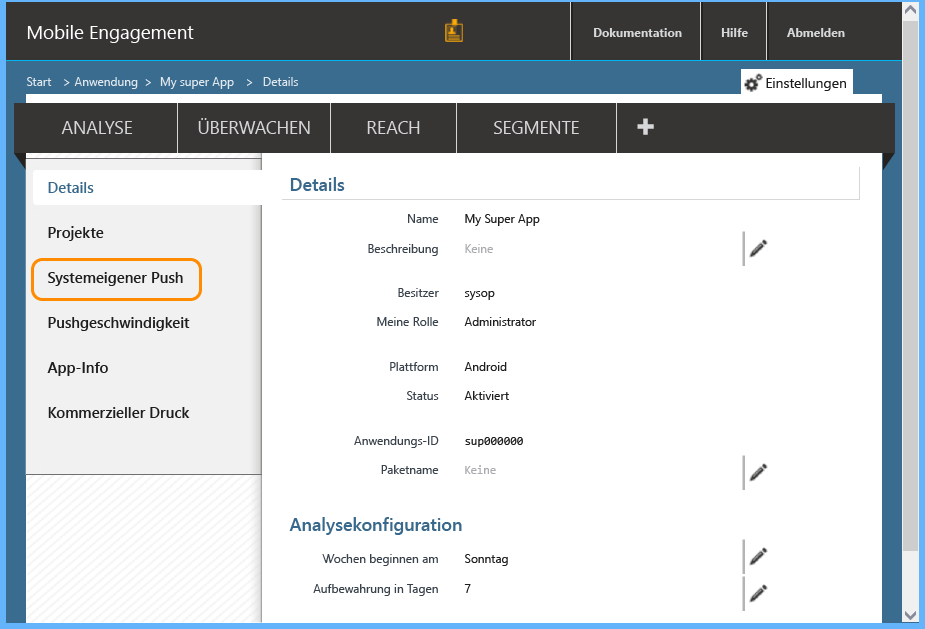 Mobile Engagement
Dokumentation
Hilfe
Abmelden
Start > Anwendung > My super App > Details
Einstellungen
ANALYSE
ÜBERWACHEN
REACH
SEGMENTE
Details
Projekte
Systemeigener Push
Pushgeschwindigkeit
App-Info
Kommerzieller Druck
Details
Name My Super App
Beschreibung Keine
Besitzer sysop
Meine Rolle Administrator
Plattform Android
Status Aktiviert
Anwendungs-ID sup000000
Paketname Keine
Analysekonfiguration
Wochen beginnen am Sonntag
Aufbewahrung in Tagen 7